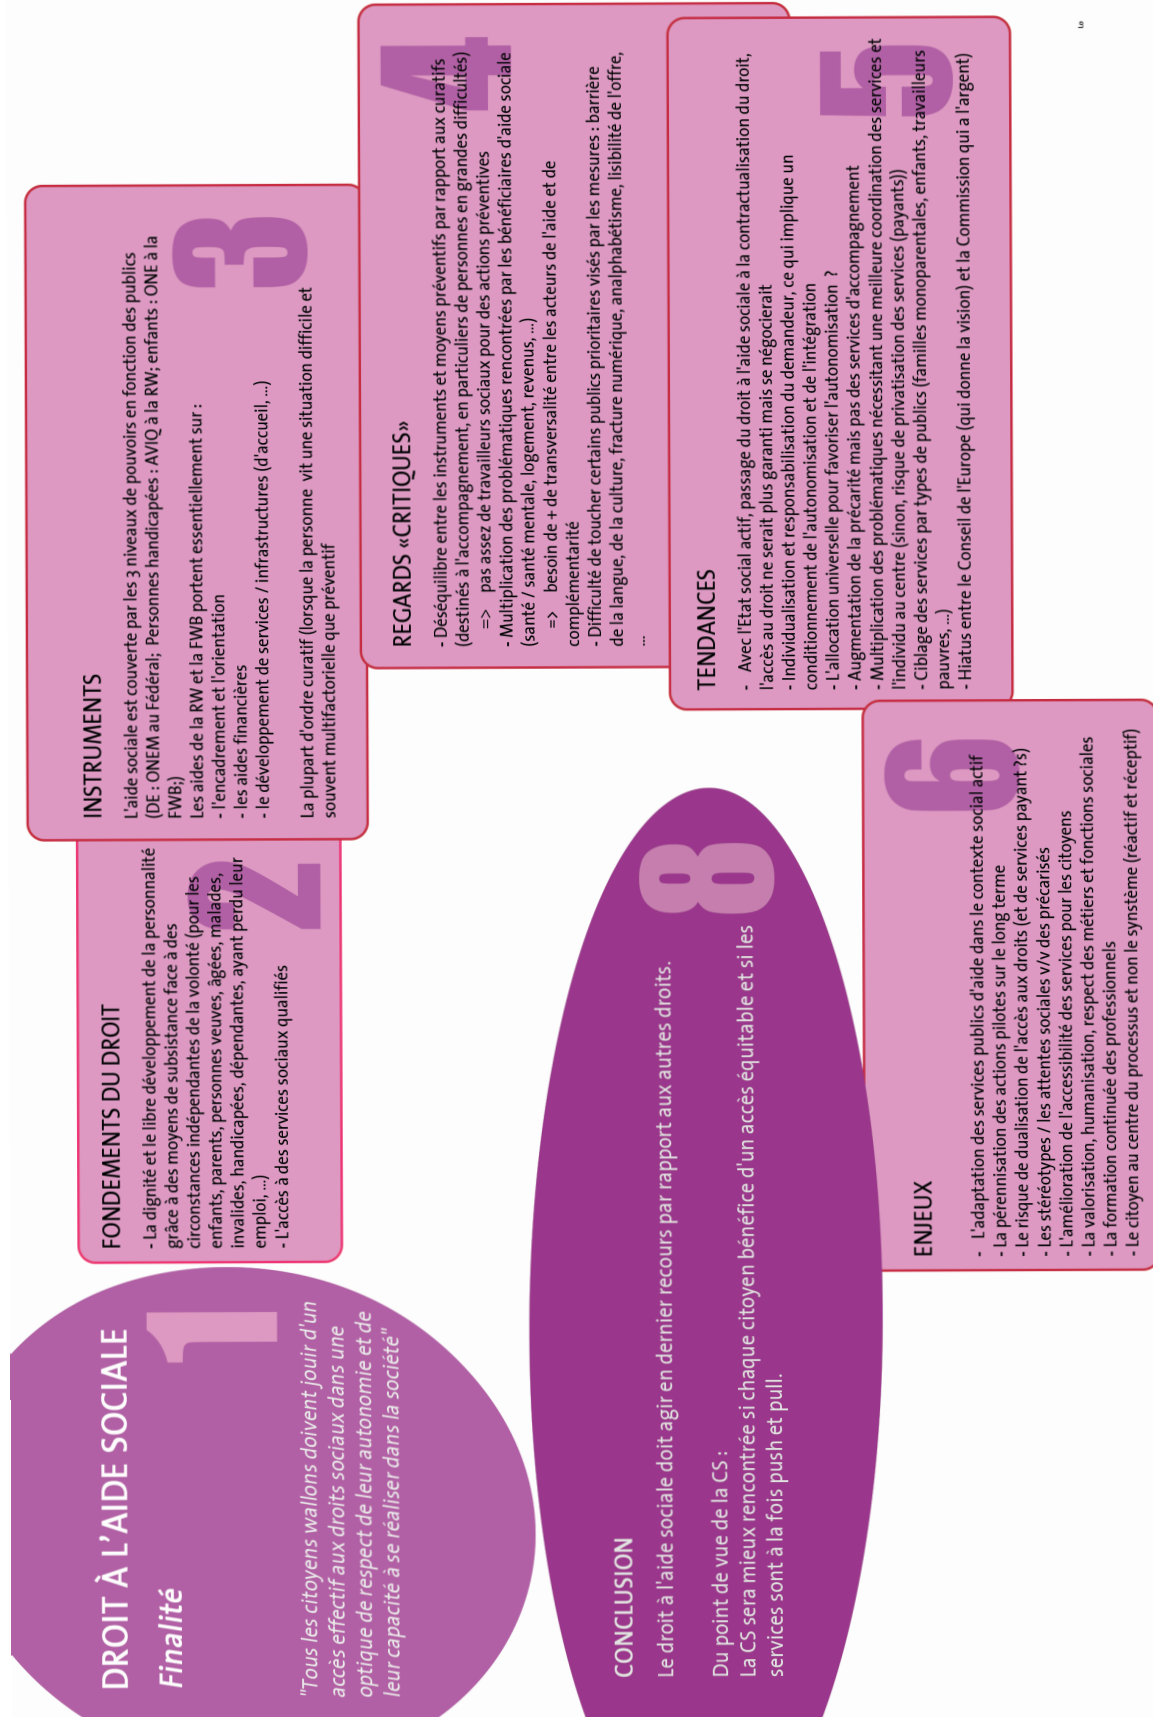 DROIT À L'AIDE SOCIALE
Finalité
1
"Tous les citoyens wallons doivent jouir d'un
accès effectif aux droits sociaux dans une
optique de respect de leur autonomie et de
leur capacité à se réaliser dans la société"
FONDEMENTS DU DROIT
2
- La dignité et le libre développement de la personnalité
grâce à des moyens de subsistance face à des
circonstances indépendantes de la volonté (pour les
enfants, parents, personnes veuves, âgées, malades,
invalides, handicapées, dépendantes, ayant perdu leur
emploi, ...)
- L'accès à des services sociaux qualifiés
INSTRUMENTS
3
L'aide sociale est couverte par les 3 niveaux de pouvoirs en fonction des publics
(DE : ONEM au Fédéral; Personnes handicapées : AVIQ à la RW; enfants : ONE à la
FWB;)
Les aides de la RW et la FWB portent essentiellement sur :
- l'encadrement et l'orientation
- les aides financières
- le développement de services / infrastructures (d'accueil, ...)
La plupart d'ordre curatif (lorsque la personne vit une situation difficile et
souvent multifactorielle que préventif
REGARDS «CRITIQUES»
4
- Déséquilibre entre les instruments et moyens préventifs par rapport aux curatifs
(destinés à l'accompagnement, en particuliers de personnes en grandes difficultés)
=> pas assez de travailleurs sociaux pour des actions préventives
- Multiplication des problématiques rencontrées par les bénéficiaires d'aide sociale
(santé / santé mentale, logement, revenus, ...)
=> besoin de + de transversalité entre les acteurs de l'aide et de
complémentarité
- Difficulté de toucher certains publics prioritaires visés par les mesures : barrière
de la langue, de la culture, fracture numérique, analphabétisme, lisibilité de l'offre,
...
TENDANCES
5
- Avec l'Etat social actif, passage du droit à l'aide sociale à la contractualisation du droit,
l'accès au droit ne serait plus garanti mais se négocierait
- Individualisation et responsabilisation du demandeur, ce qui implique un
conditionnement de l'autonomisation et de l'intégration
- L'allocation universelle pour favoriser l'autonomisation ?
- Augmentation de la précarité mais pas des services d'accompagnement
- Multiplication des problématiques nécessitant une meilleure coordination des services et
l'individu au centre (sinon, risque de privatisation des services (payants))
- Ciblage des services par types de publics (familles monoparentales, enfants, travailleurs
pauvres, ...)
- Hiatus entre le Conseil de l'Europe (qui donne la vision) et la Commission qui a l'argent)
ENJEUX
6
- L'adaptation des services publics d'aide dans le contexte social actif
- La pérennisation des actions pilotes sur le long terme
- Le risque de dualisation de l'accès aux droits (et de services payant ?s)
- Les stéréotypes / les attentes sociales v/v des précarisés
- L'amélioration de l'accessibilité des services pour les citoyens
- La valorisation, humanisation, respect des métiers et fonctions sociales
- La formation continuée des professionnels
- Le citoyen au centre du processus et non le synstème (réactif et réceptif)
CONCLUSION
8
Le droit à l'aide sociale doit agir en dernier recours par rapport aux autres droits.
Du point de vue de la CS :
La CS sera mieux rencontrée si chaque citoyen bénéfice d'un accès équitable et si les
services sont à la fois push et pull.